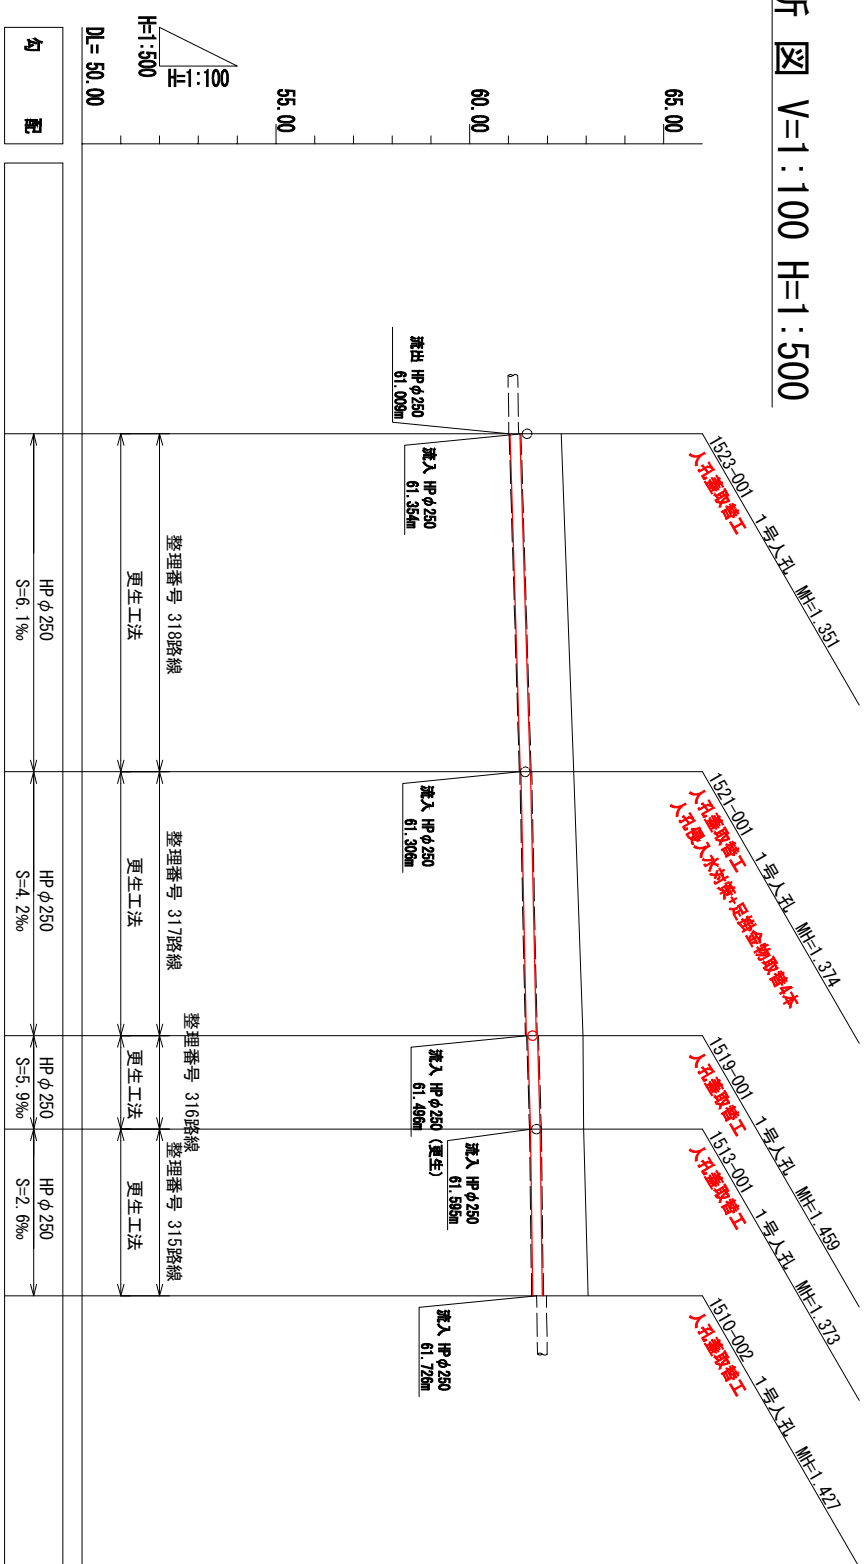 図 V=1:100 H=1:500
65.00
60.00
55.00
DL= 50.00
H=1:500
勾 配
1523-001 1号人孔 MH=1.351
人孔蓋取替工
1521-001 1号人孔 MH=1.374
人孔蓋取替工
人孔侵入水対策+足掛金物取替4本
1519-001 1号人孔 MH=1.459
人孔蓋取替工
1513-001 1号人孔 MH=1.373
人孔蓋取替工
1510-002 1号人孔 MH=1.427
人孔蓋取替工
流出 HPφ250
61.009m
流入 HPφ250
61.354m
流入 HPφ250
61.306m
流入 HPφ250 (更生)
61.496m
流入 HPφ250
61.595m
流入 HPφ250
61.726m
整理番号 318路線
更生工法
整理番号 317路線
更生工法
整理番号 316路線
更生工法
整理番号 315路線
更生工法
HPφ250
S=6.1‰
HPφ250
S=4.2‰
HPφ250
S=5.9‰
HPφ250
S=2.6‰